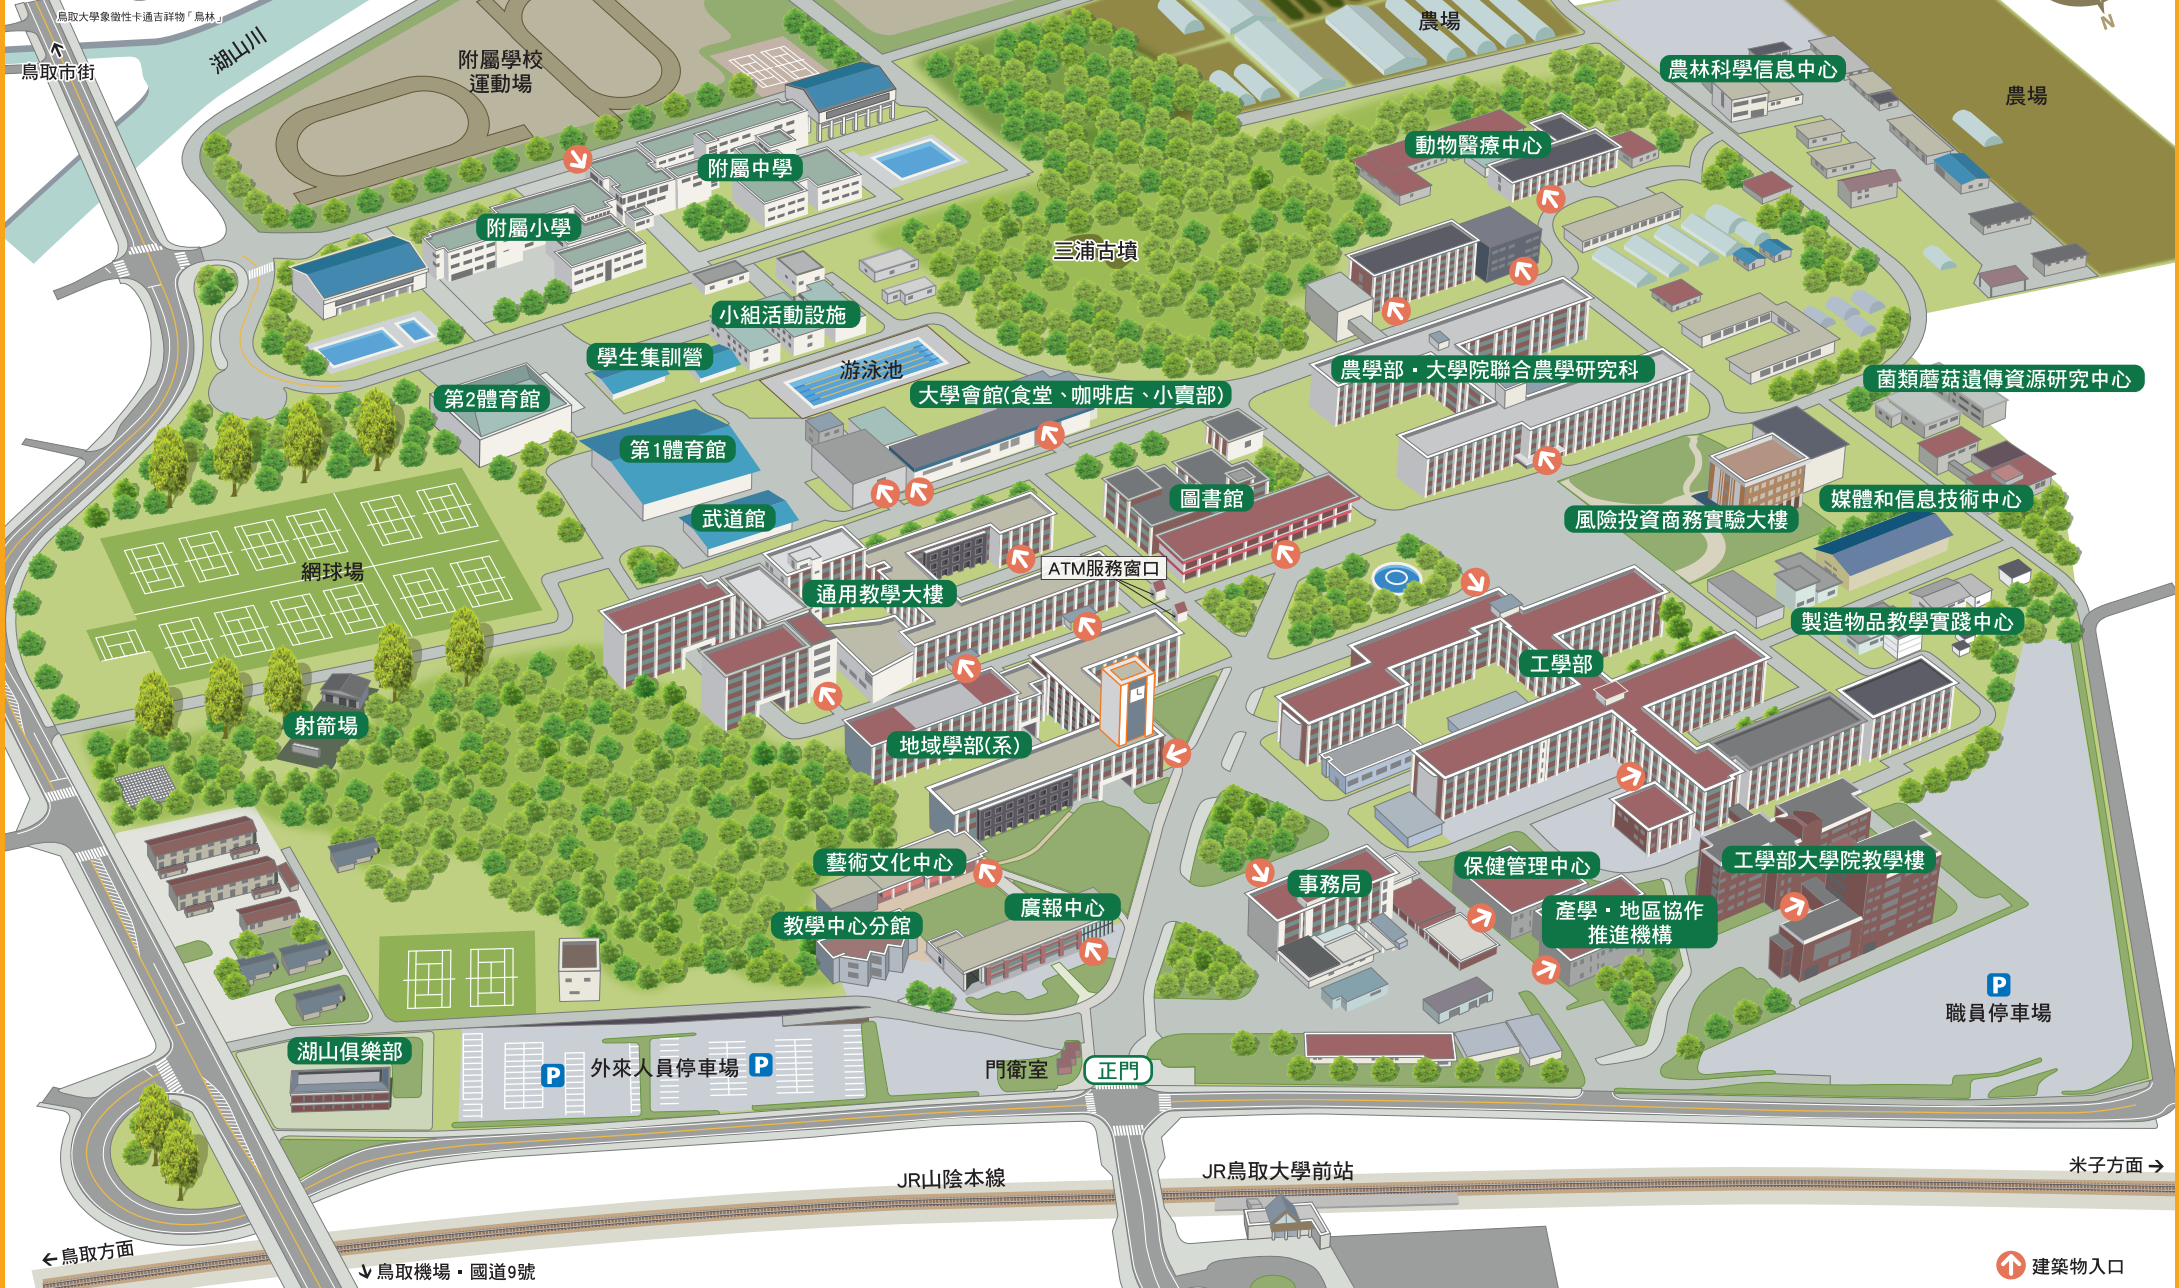 鳥取大學象徵性卡通吉祥物「鳥林」
湖山川
鳥取市街
附屬學校
運動場
農場
N
農林科學信息中心
農場
動物醫療中心
附屬中學
附屬小學
三浦古墳
小組活動設施
學生集訓營
游泳池
農學部・大學院聯合農學研究科
菌類蘑菇遺傳資源研究中心
第2體育館
大學會館(食堂、咖啡店、小賣部)
第1體育館
圖書館
媒體和信息技術中心
武道館
風險投資商務實驗大樓
網球場
ATM服務窗口
通用教學大樓
製造物品教學實踐中心
工學部
射箭場
地域學部(系)
藝術文化中心
保健管理中心
工學部大學院教學樓
事務局
廣報中心
教學中心分館
產學・地區協作
推進機構
P
職員停車場
湖山俱樂部
P
外來人員停車場
P
門衛室
正門
JR山陰本線
JR鳥取大學前站
米子方面→
←鳥取方面
↘鳥取機場・國道9號
建築物入口